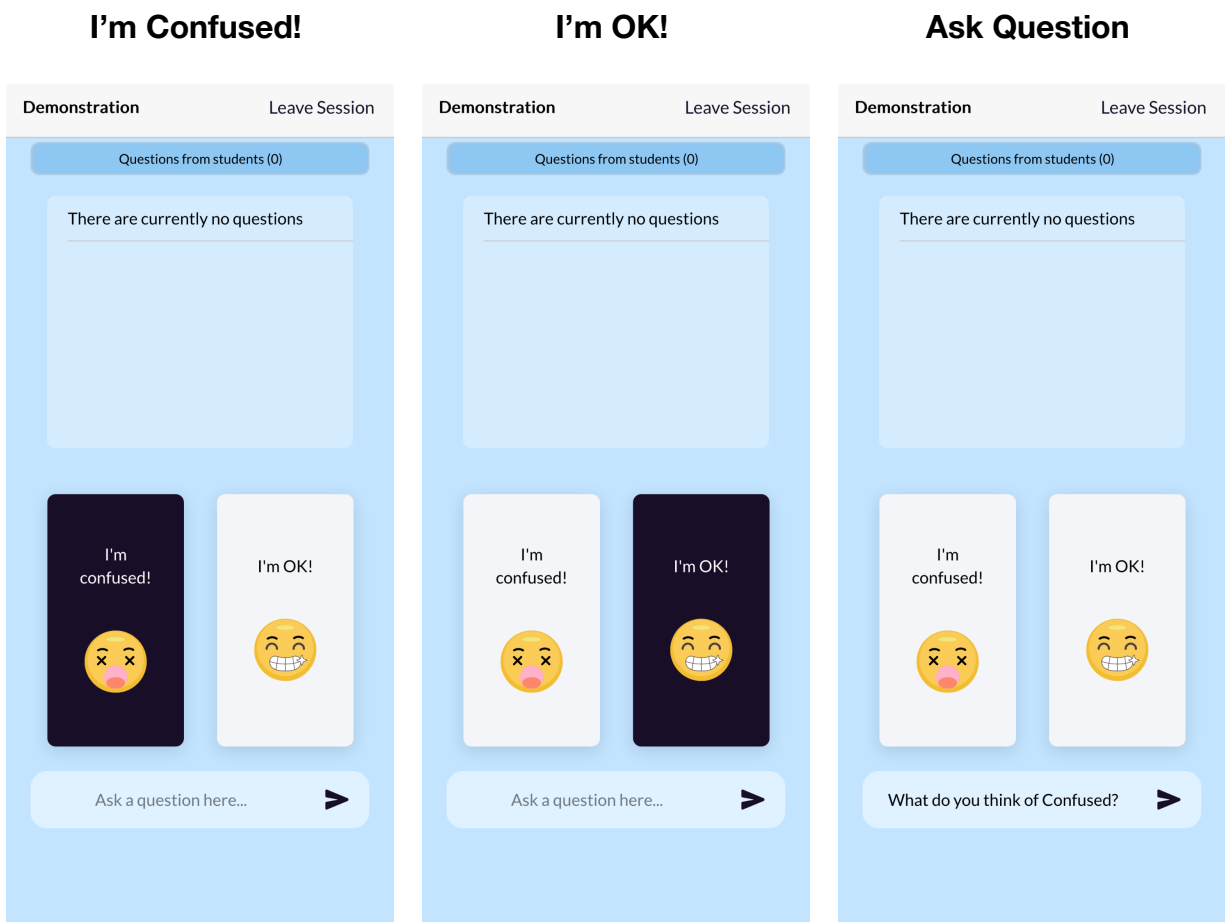 I’m Confused!
Demonstration Leave Session
Questions from students (0)
There are currently no questions
I'm
confused!
I'm OK!
Ask a question here...
I’m OK!
Demonstration Leave Session
Questions from students (0)
There are currently no questions
I'm
confused!
I'm OK!
Ask a question here...
Ask Question
Demonstration Leave Session
Questions from students (0)
There are currently no questions
I'm
confused!
I'm OK!
What do you think of Confused?